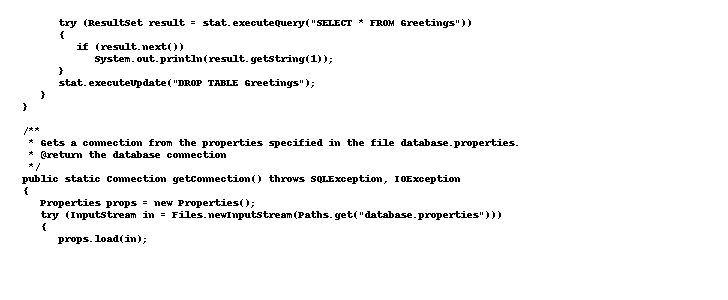 try (ResultSet result = stat.executeQuery("SELECT * FROM Greetings"))
{
if (result.next())
System.out.println(result.getString(1));
}
stat.executeUpdate("DROP TABLE Greetings");
}
}
/**
* Gets a connection from the properties specified in the file database.properties.
* @return the database connection
*/
public static Connection getConnection() throws SQLException, IOException
{
Properties props = new Properties();
try (InputStream in = Files.newInputStream(Paths.get("database.properties")))
{
props.load(in);